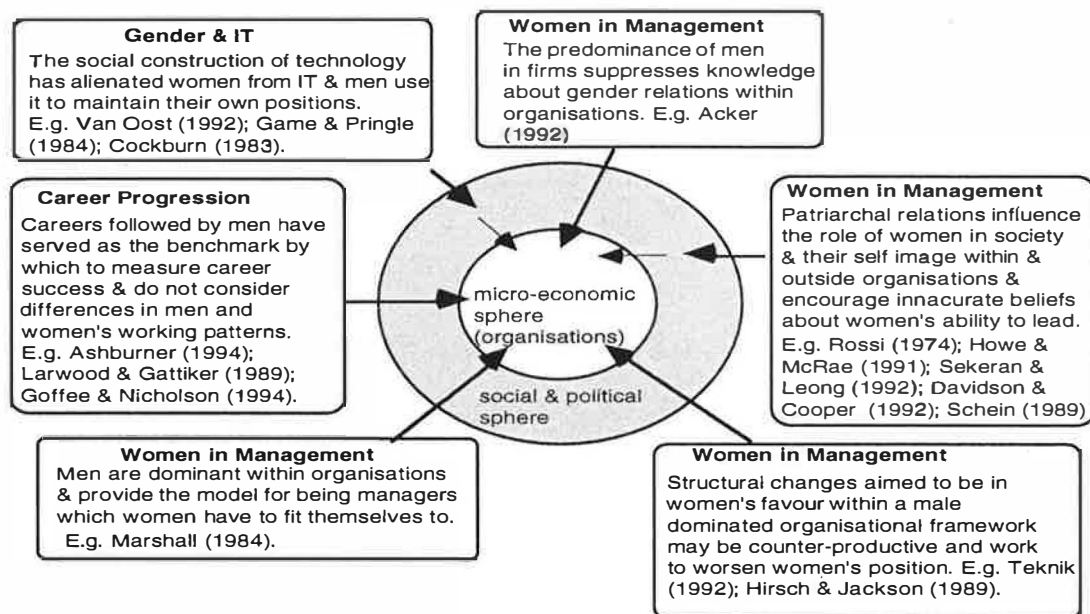 Gender & IT
The social construction of technology
has alienated women from IT & men use
it to maintain their own positions.
E.g. Van Oost (1992); Game & Pringle
(1984); Cockburn (1983).
Women in Management
The predominance of men
in firms suppresses knowledge
about gender relations within
organisations. E.g. Acker
(1992)
Career Progression
Careers followed by men have
served as the benchmark by
which to measure career
success & do not consider
differences in men and
women's working patterns.
E.g. Ashburner (1994);
Larwood & Gattiker (1989);
Goffee & Nicholson (1994).
micro-economic
sphere
(organisations)
social & political
sphere
Women in Management
Patriarchal relations influence
the role of women in society
& their self image within &
outside organisations &
encourage innacurate beliefs
about women's ability to lead.
E.g. Rossi (1974); Howe &
McRae (1991); Sekeran &
Leong (1992); Davidson &
Cooper (1992); Schein (1989)
Women in Management
Men are dominant within organisations
& provide the model for being managers
which women have to fit themselves to.
E.g. Marshall (1984).
Women in Management
Structural changes aimed to be in
women's favour within a male
dominated organisational framework
may be counter-productive and work
to worsen women's position. E.g. Teknik
(1992); Hirsch & Jackson (1989).